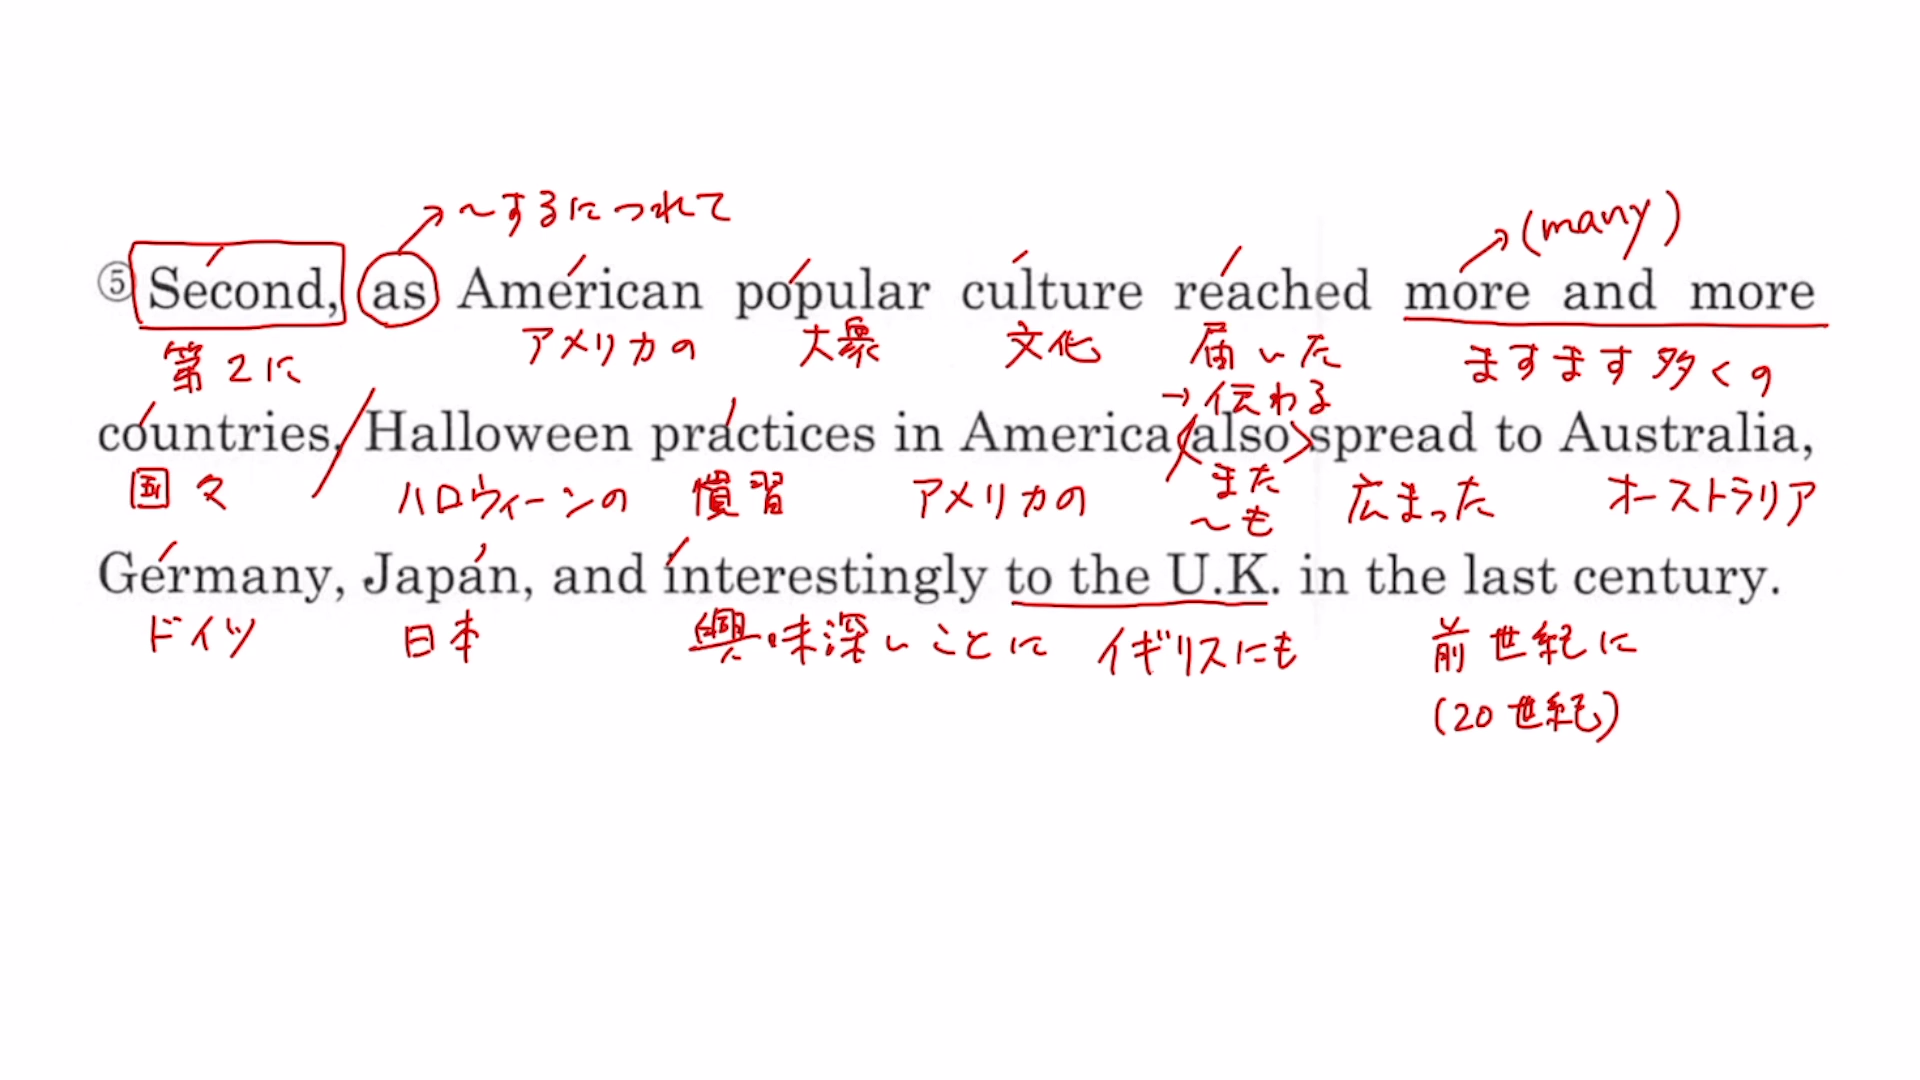 ～するにつれて
(many)
⑤ Second, as American popular culture reached more and more
第2に アメリカの 大衆 文化 届いた ますます多くの
→伝わる
countries, Halloween practices in America also spread to Australia,
国々 ハロウィーンの 慣習 アメリカの また 広まった オーストラリア
～も
Germany, Japan, and interestingly to the U.K. in the last century.
ドイツ 日本 興味深いことに イギリスにも 前世紀に
(20世紀)